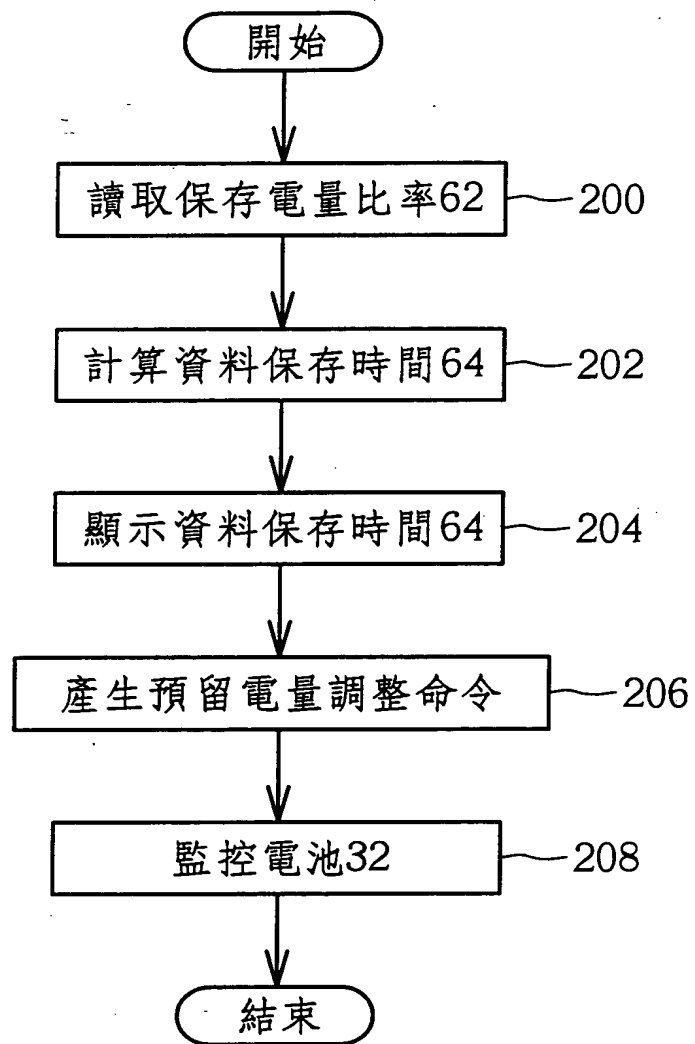 開始
讀取保存電量比率62 200
計算資料保存時間64 202
顯示資料保存時間64 204
產生預留電量調整命令 206
監控電池32 208
結束